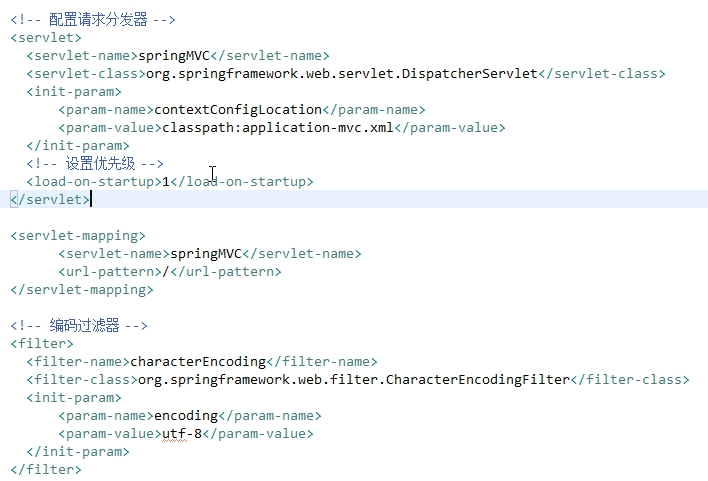 <!-- 配置请求分发器 -->
<servlet>
  <servlet-name>springMVC</servlet-name>
  <servlet-class>org.springframework.web.servlet.DispatcherServlet</servlet-class>
  <init-param>
      <param-name>contextConfigLocation</param-name>
      <param-value>classpath:application-mvc.xml</param-value>
  </init-param>
  <!-- 设置优先级 -->
  <load-on-startup>1</load-on-startup>
</servlet>

<servlet-mapping>
      <servlet-name>springMVC</servlet-name>
      <url-pattern>/</url-pattern>
</servlet-mapping>

<!-- 编码过滤器 -->
<filter>
  <filter-name>characterEncoding</filter-name>
  <filter-class>org.springframework.web.filter.CharacterEncodingFilter</filter-class>
  <init-param>
      <param-name>encoding</param-name>
      <param-value>utf-8</param-value>
  </init-param>
</filter>